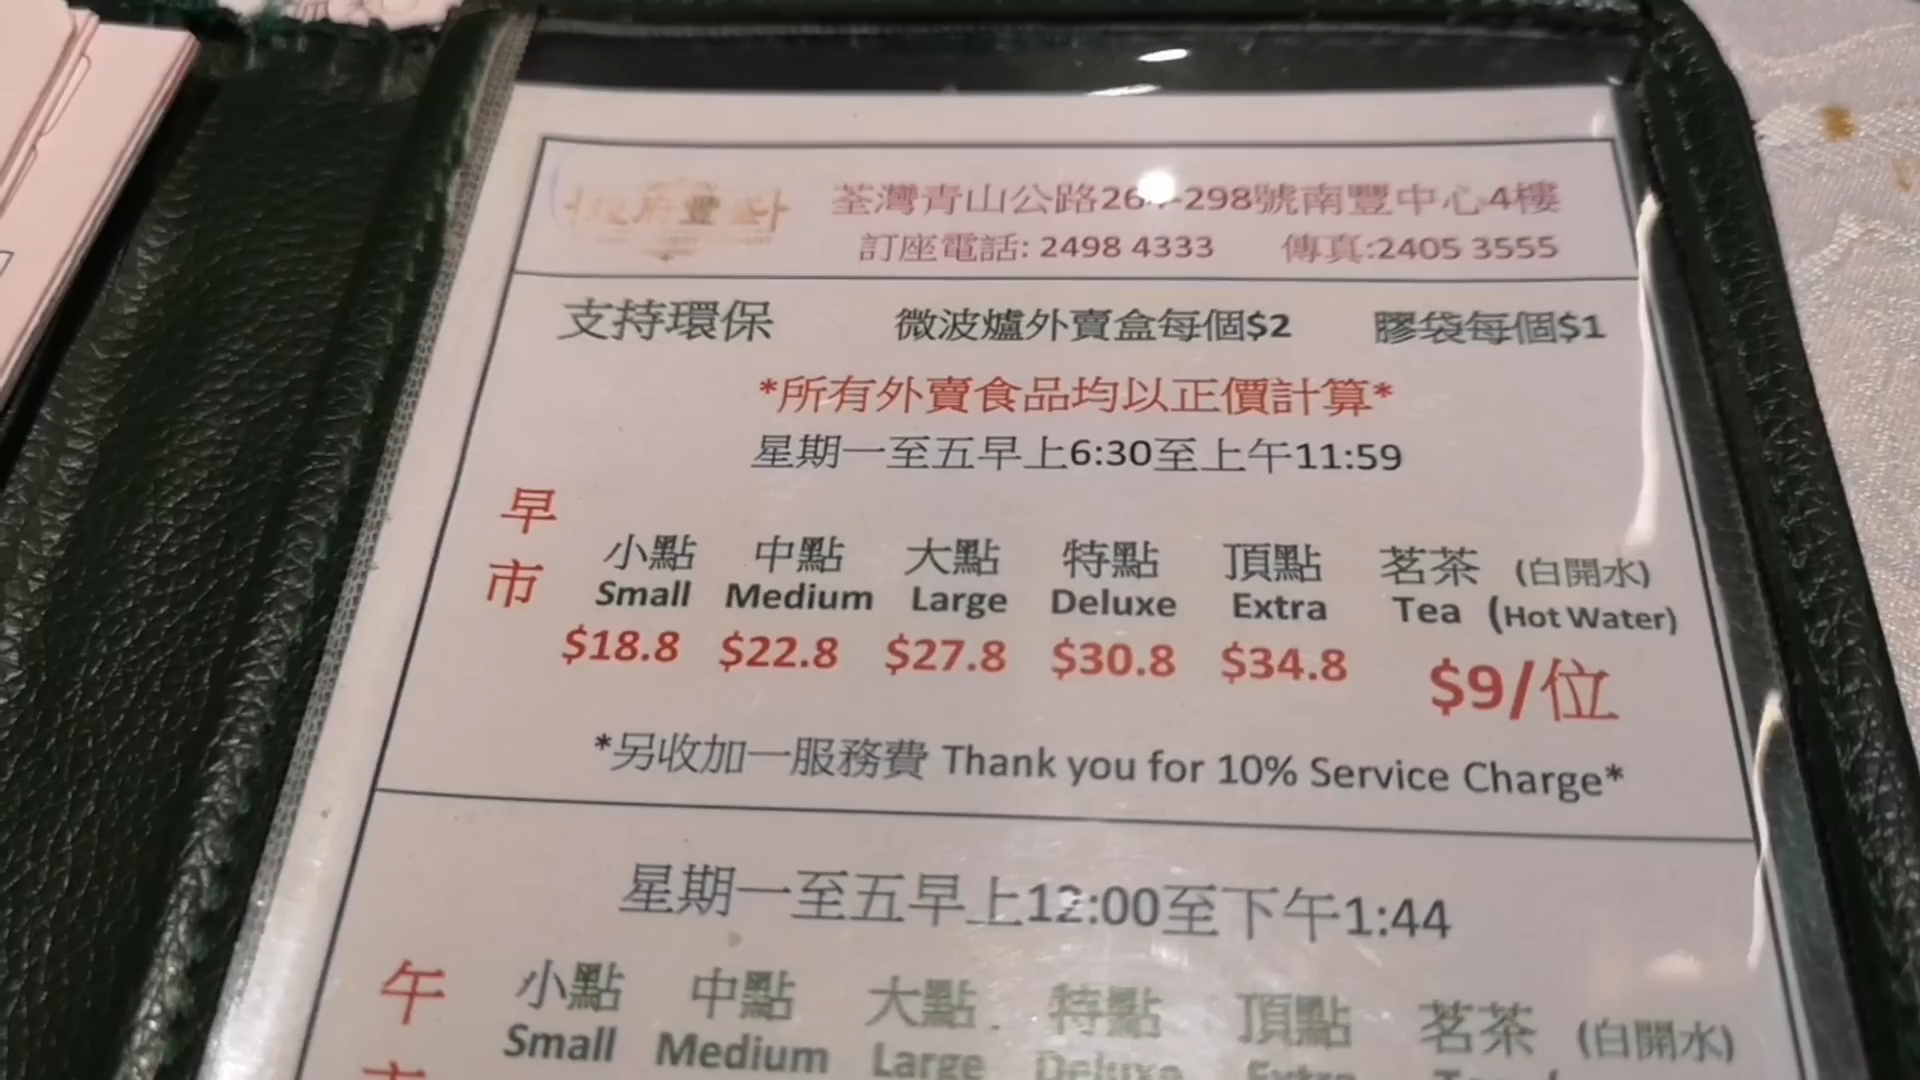 荃灣青山公路264-298號南豐中心4樓
訂座電話: 2498 4333 傳真:2405 3555
支持環保 微波爐外賣盒每個$2 膠袋每個$1
*所有外賣食品均以正價計算*
星期一至五早上6:30至上午11:59
早市
小點 中點 大點 特點 頂點 茗茶 (白開水)
Small Medium Large Deluxe Extra Tea (Hot Water)
$18.8 $22.8 $27.8 $30.8 $34.8 $9/位
*另收加一服務費 Thank you for 10% Service Charge*
星期一至五早上12:00至下午1:44
午
小點 中點 大點 特點 頂點 茗茶 (白開水)
Small Medium Large Deluxe Extra